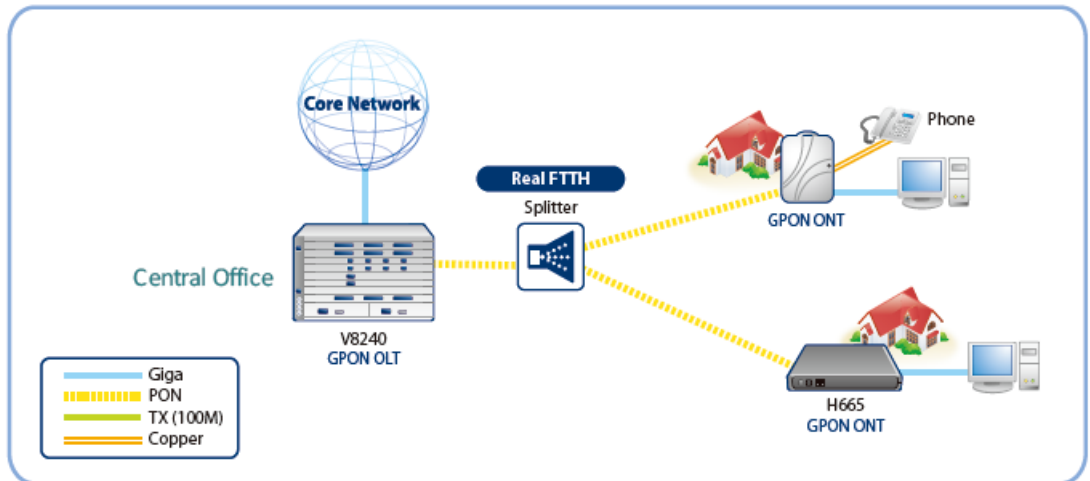 Core Network
Real FTTH
Splitter
Phone
GPON ONT
Central Office
V8240
GPON OLT
H665
GPON ONT
Giga
PON
TX (100M)
Copper